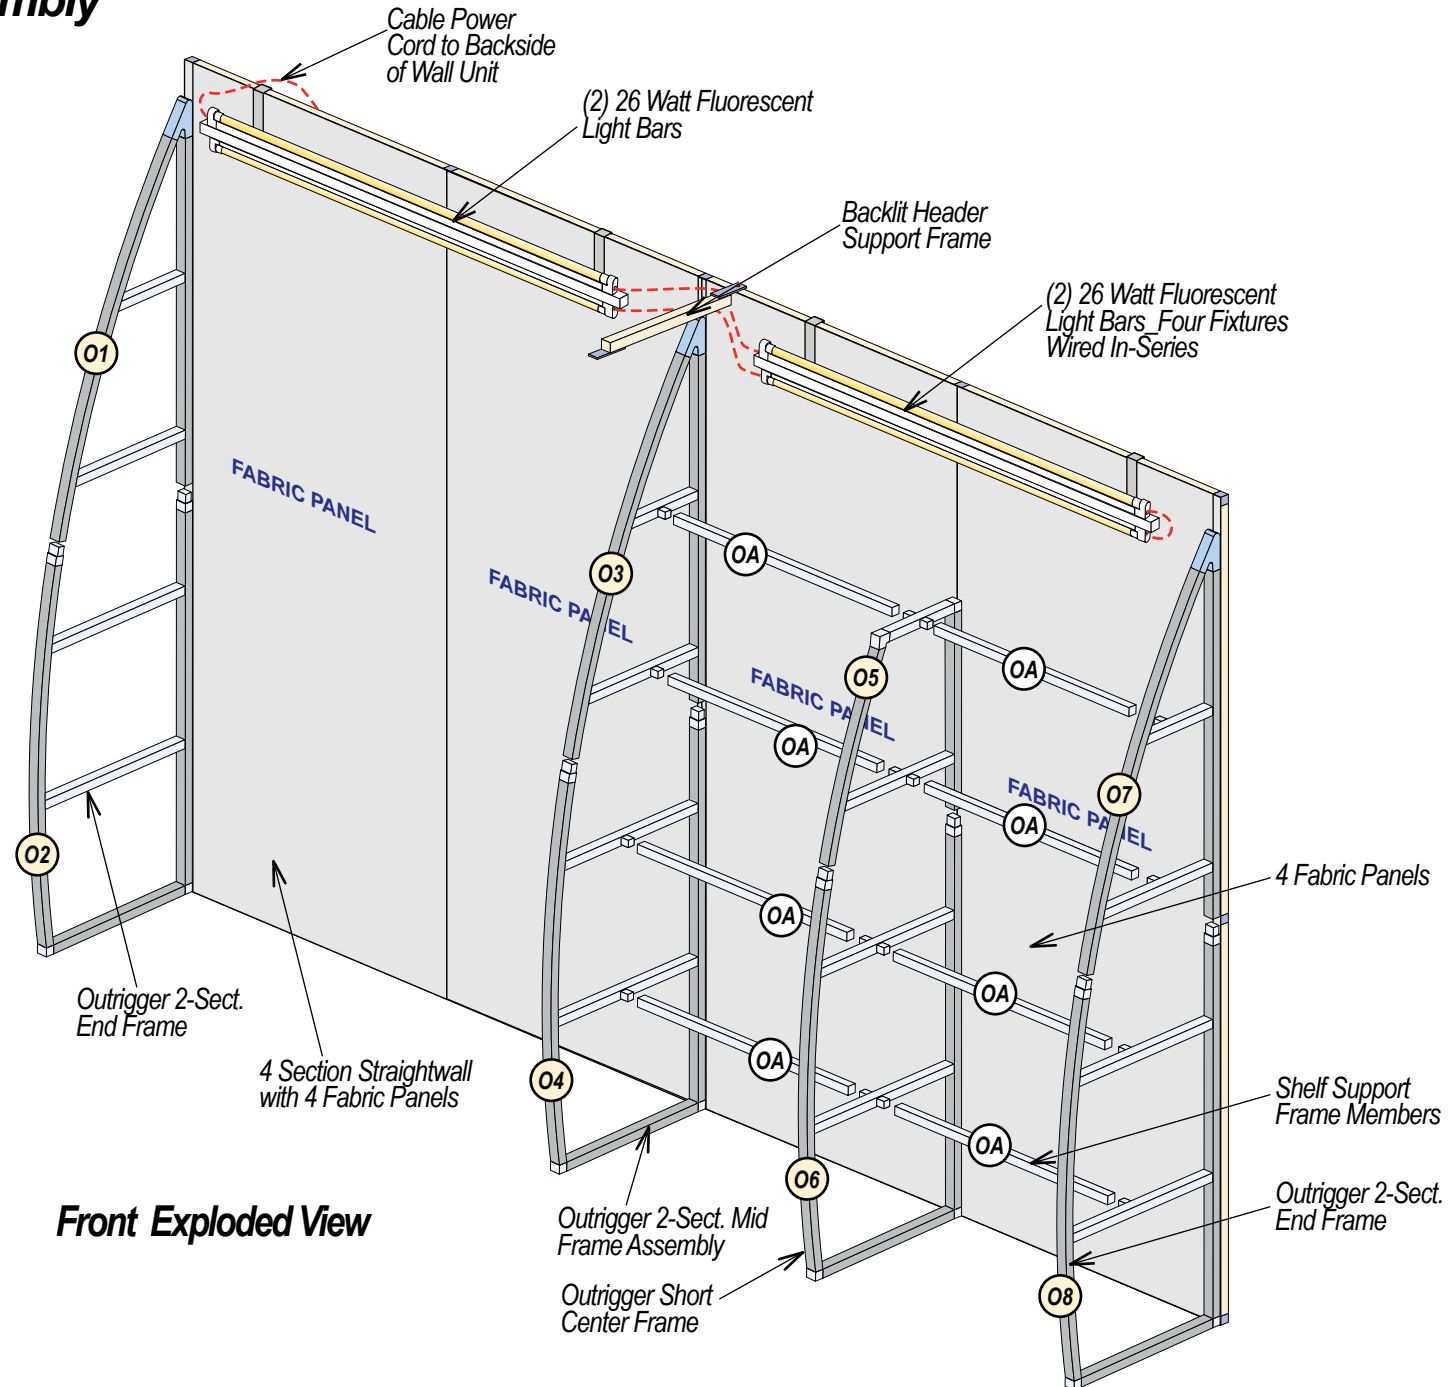 Cable Power
Cord to Backside
of Wall Unit
(2) 26 Watt Fluorescent
Light Bars
Backlit Header
Support Frame
(2) 26 Watt Fluorescent
Light Bars_Four Fixtures
Wired In-Series
O1
FABRIC PANEL
OA
O3
FABRIC PANEL
OA
O5
FABRIC PANEL
OA
O7
FABRIC PANEL
OA
O2
4 Fabric Panels
OA
OA
Outrigger 2-Sect.
End Frame
4 Section Straightwall
with 4 Fabric Panels
O4
OA
Shelf Support
Frame Members
OA
O6
Outrigger 2-Sect.
End Frame
Front Exploded View
Outrigger 2-Sect. Mid
Frame Assembly
Outrigger Short
Center Frame
O8